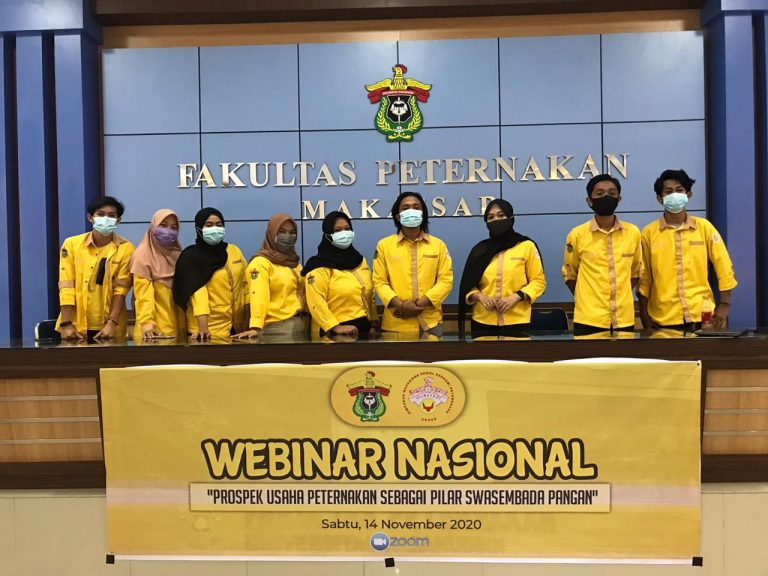 FAKULTAS PETERNAKAN
MAKASSAR
WEBINAR NASIONAL
"PROSPEK USAHA PETERNAKAN SEBAGAI PILAR SWASEMBADA PANGAN"
Sabtu, 14 November 2020
zoom